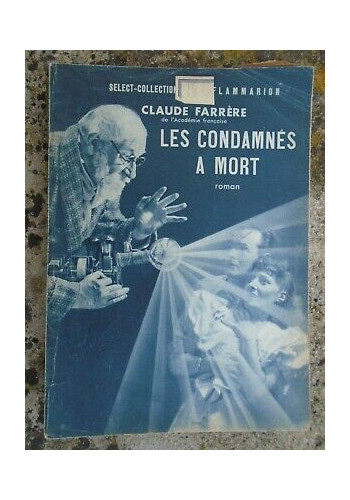 SELECT-COLLECTION FLAMMARION
CLAUDE FARRÈRE
de l'Académie française
LES CONDAMNÉS
A MORT
roman